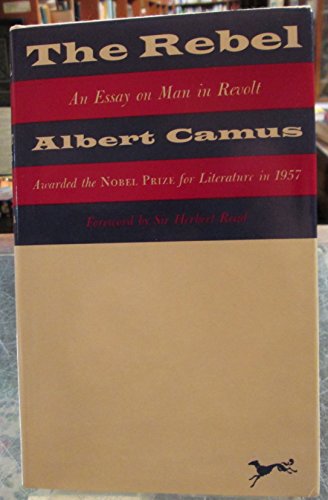 The Rebel
An Essay on Man in Revolt
Albert Camus
Awarded the NOBEL PRIZE for Literature in 1957
Foreword by Sir Herbert Read